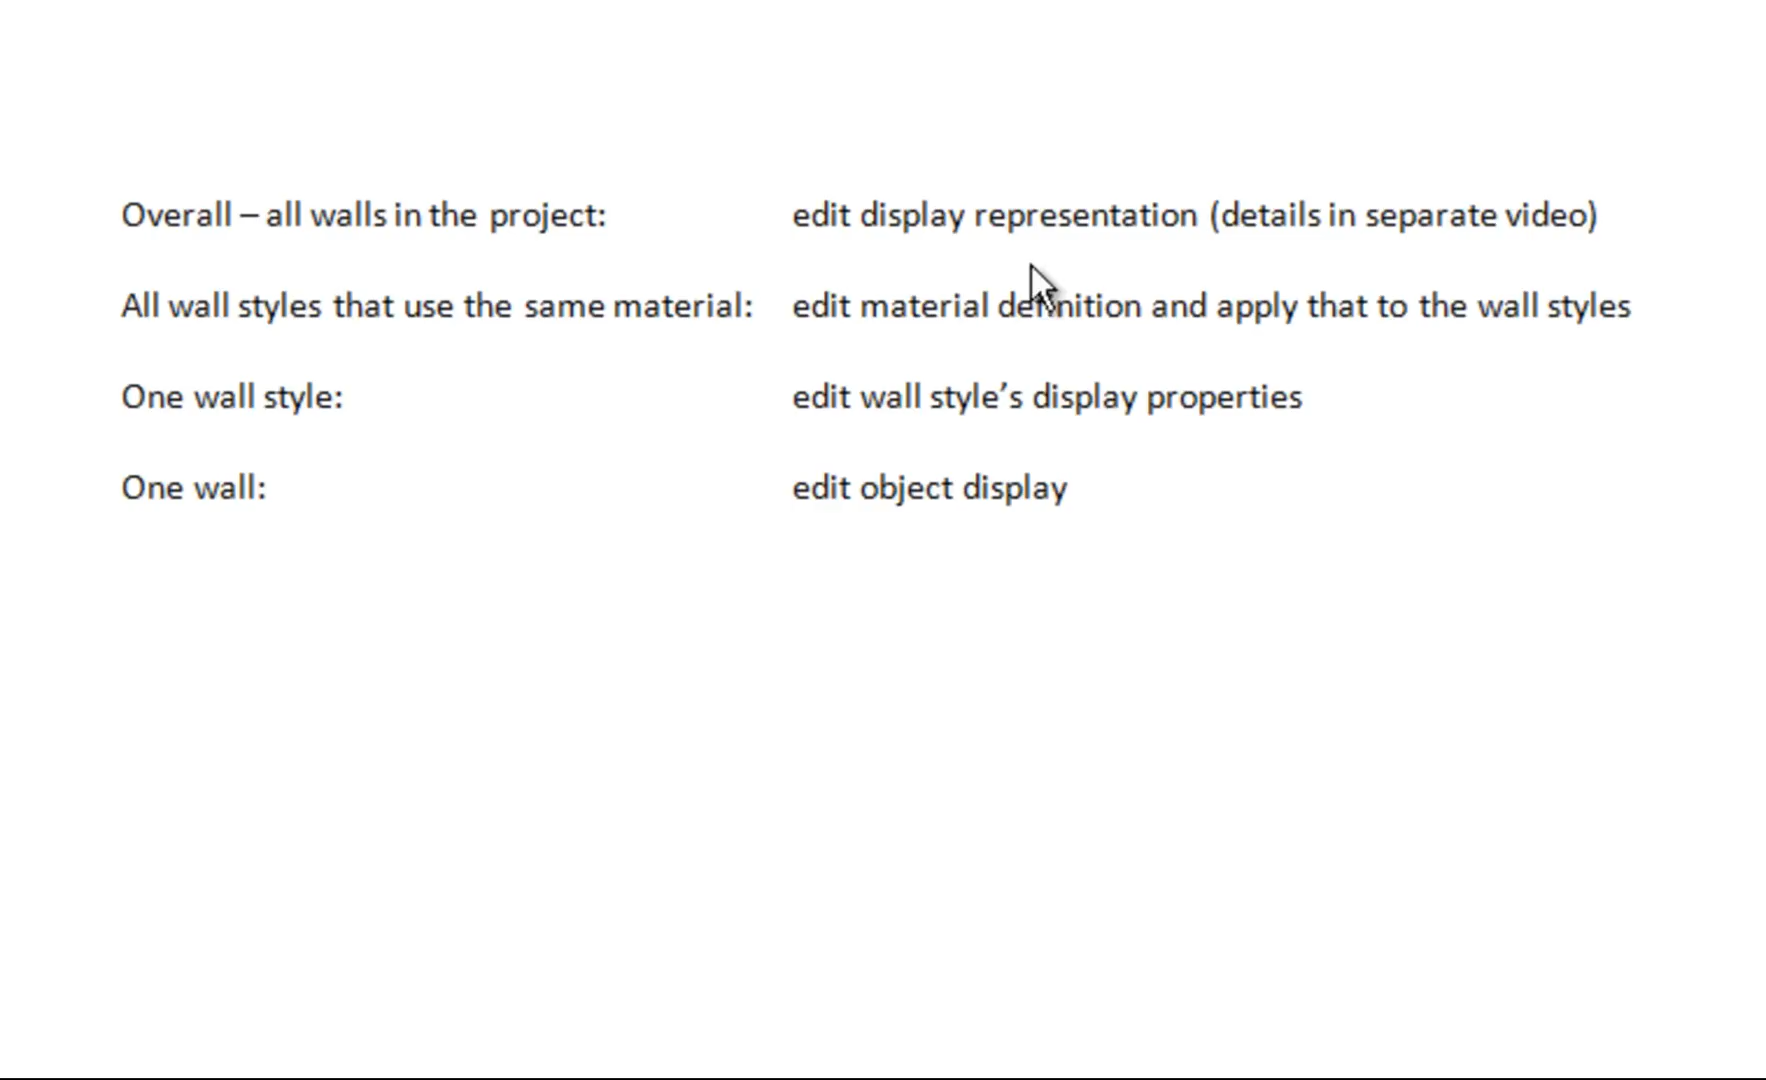 Overall – all walls in the project: edit display representation (details in separate video)
All wall styles that use the same material: edit material definition and apply that to the wall styles
One wall style: edit wall style’s display properties
One wall: edit object display